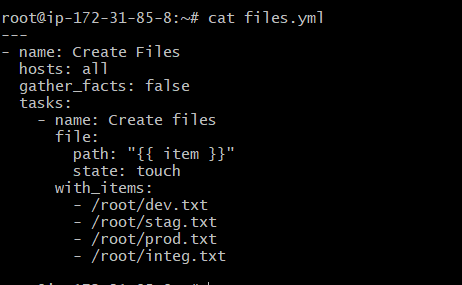 root@ip-172-31-85-8:~# cat files.yml
---
- name: Create Files
  hosts: all
  gather_facts: false
  tasks:
    - name: Create files
      file:
        path: "{{ item }}"
        state: touch
      with_items:
        - /root/dev.txt
        - /root/stag.txt
        - /root/prod.txt
        - /root/integ.txt